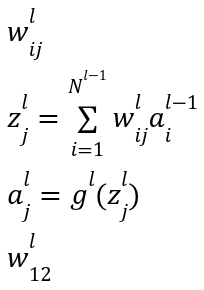 w_{ij}^{l}
z_{j}^{l} = \sum_{i=1}^{N^{l-1}} w_{ij}^{l} a_{i}^{l-1}
a_{j}^{l} = g^{l}(z_{j}^{l})
w_{12}^{l}